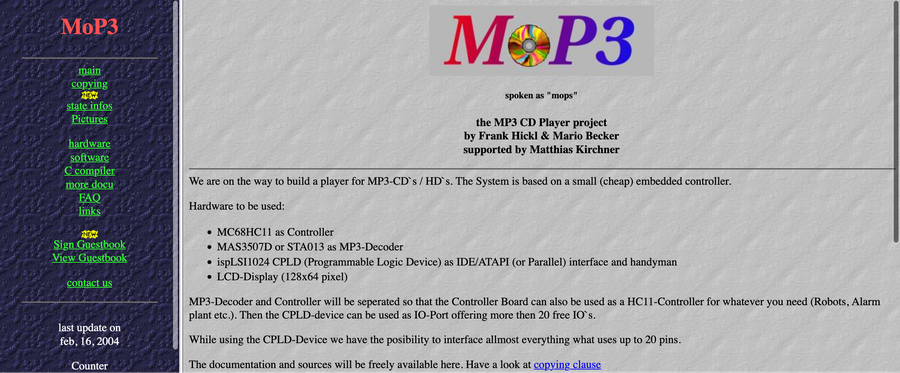 MoP3
main
copying
NEW
state infos
Pictures
hardware
software
C compiler
more docu
FAQ
links
NEW
Sign Guestbook
View Guestbook
contact us
last update on
feb, 16, 2004
Counter
MoP3
spoken as "mops"
the MP3 CD Player project
by Frank Hickl & Mario Becker
supported by Matthias Kirchner
We are on the way to build a player for MP3-CD`s / HD`s. The System is based on a small (cheap) embedded controller.
Hardware to be used:
MC68HC11 as Controller
MAS3507D or STA013 as MP3-Decoder
ispLSI1024 CPLD (Programmable Logic Device) as IDE/ATAPI (or Parallel) interface and handyman
LCD-Display (128x64 pixel)
MP3-Decoder and Controller will be seperated so that the Controller Board can also be used as a HC11-Controller for whatever you need (Robots, Alarm
plant etc.). Then the CPLD-device can be used as IO-Port offering more then 20 free IO`s.
While using the CPLD-Device we have the posibility to interface allmost everything what uses up to 20 pins.
The documentation and sources will be freely available here. Have a look at copying clause